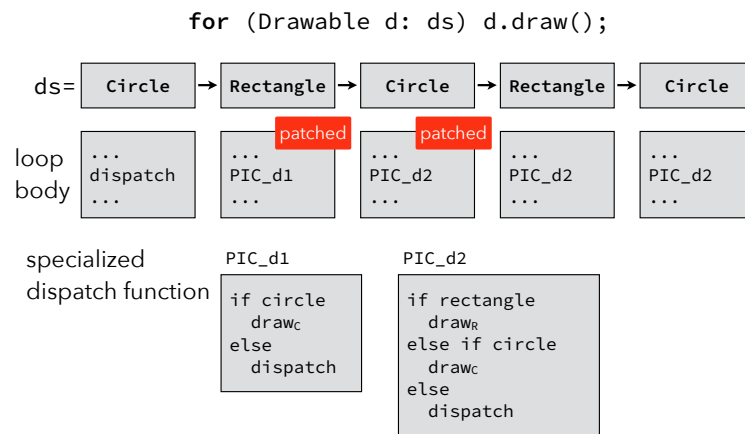 for (Drawable d: ds) d.draw();
ds= Circle → Rectangle → Circle → Rectangle → Circle
patched patched
loop body
... ... ... ... ...
dispatch PIC_d1 PIC_d2 PIC_d2 PIC_d2
... ... ... ... ...
specialized dispatch function
PIC_d1
if circle
drawC
else
dispatch
PIC_d2
if rectangle
drawR
else if circle
drawC
else
dispatch